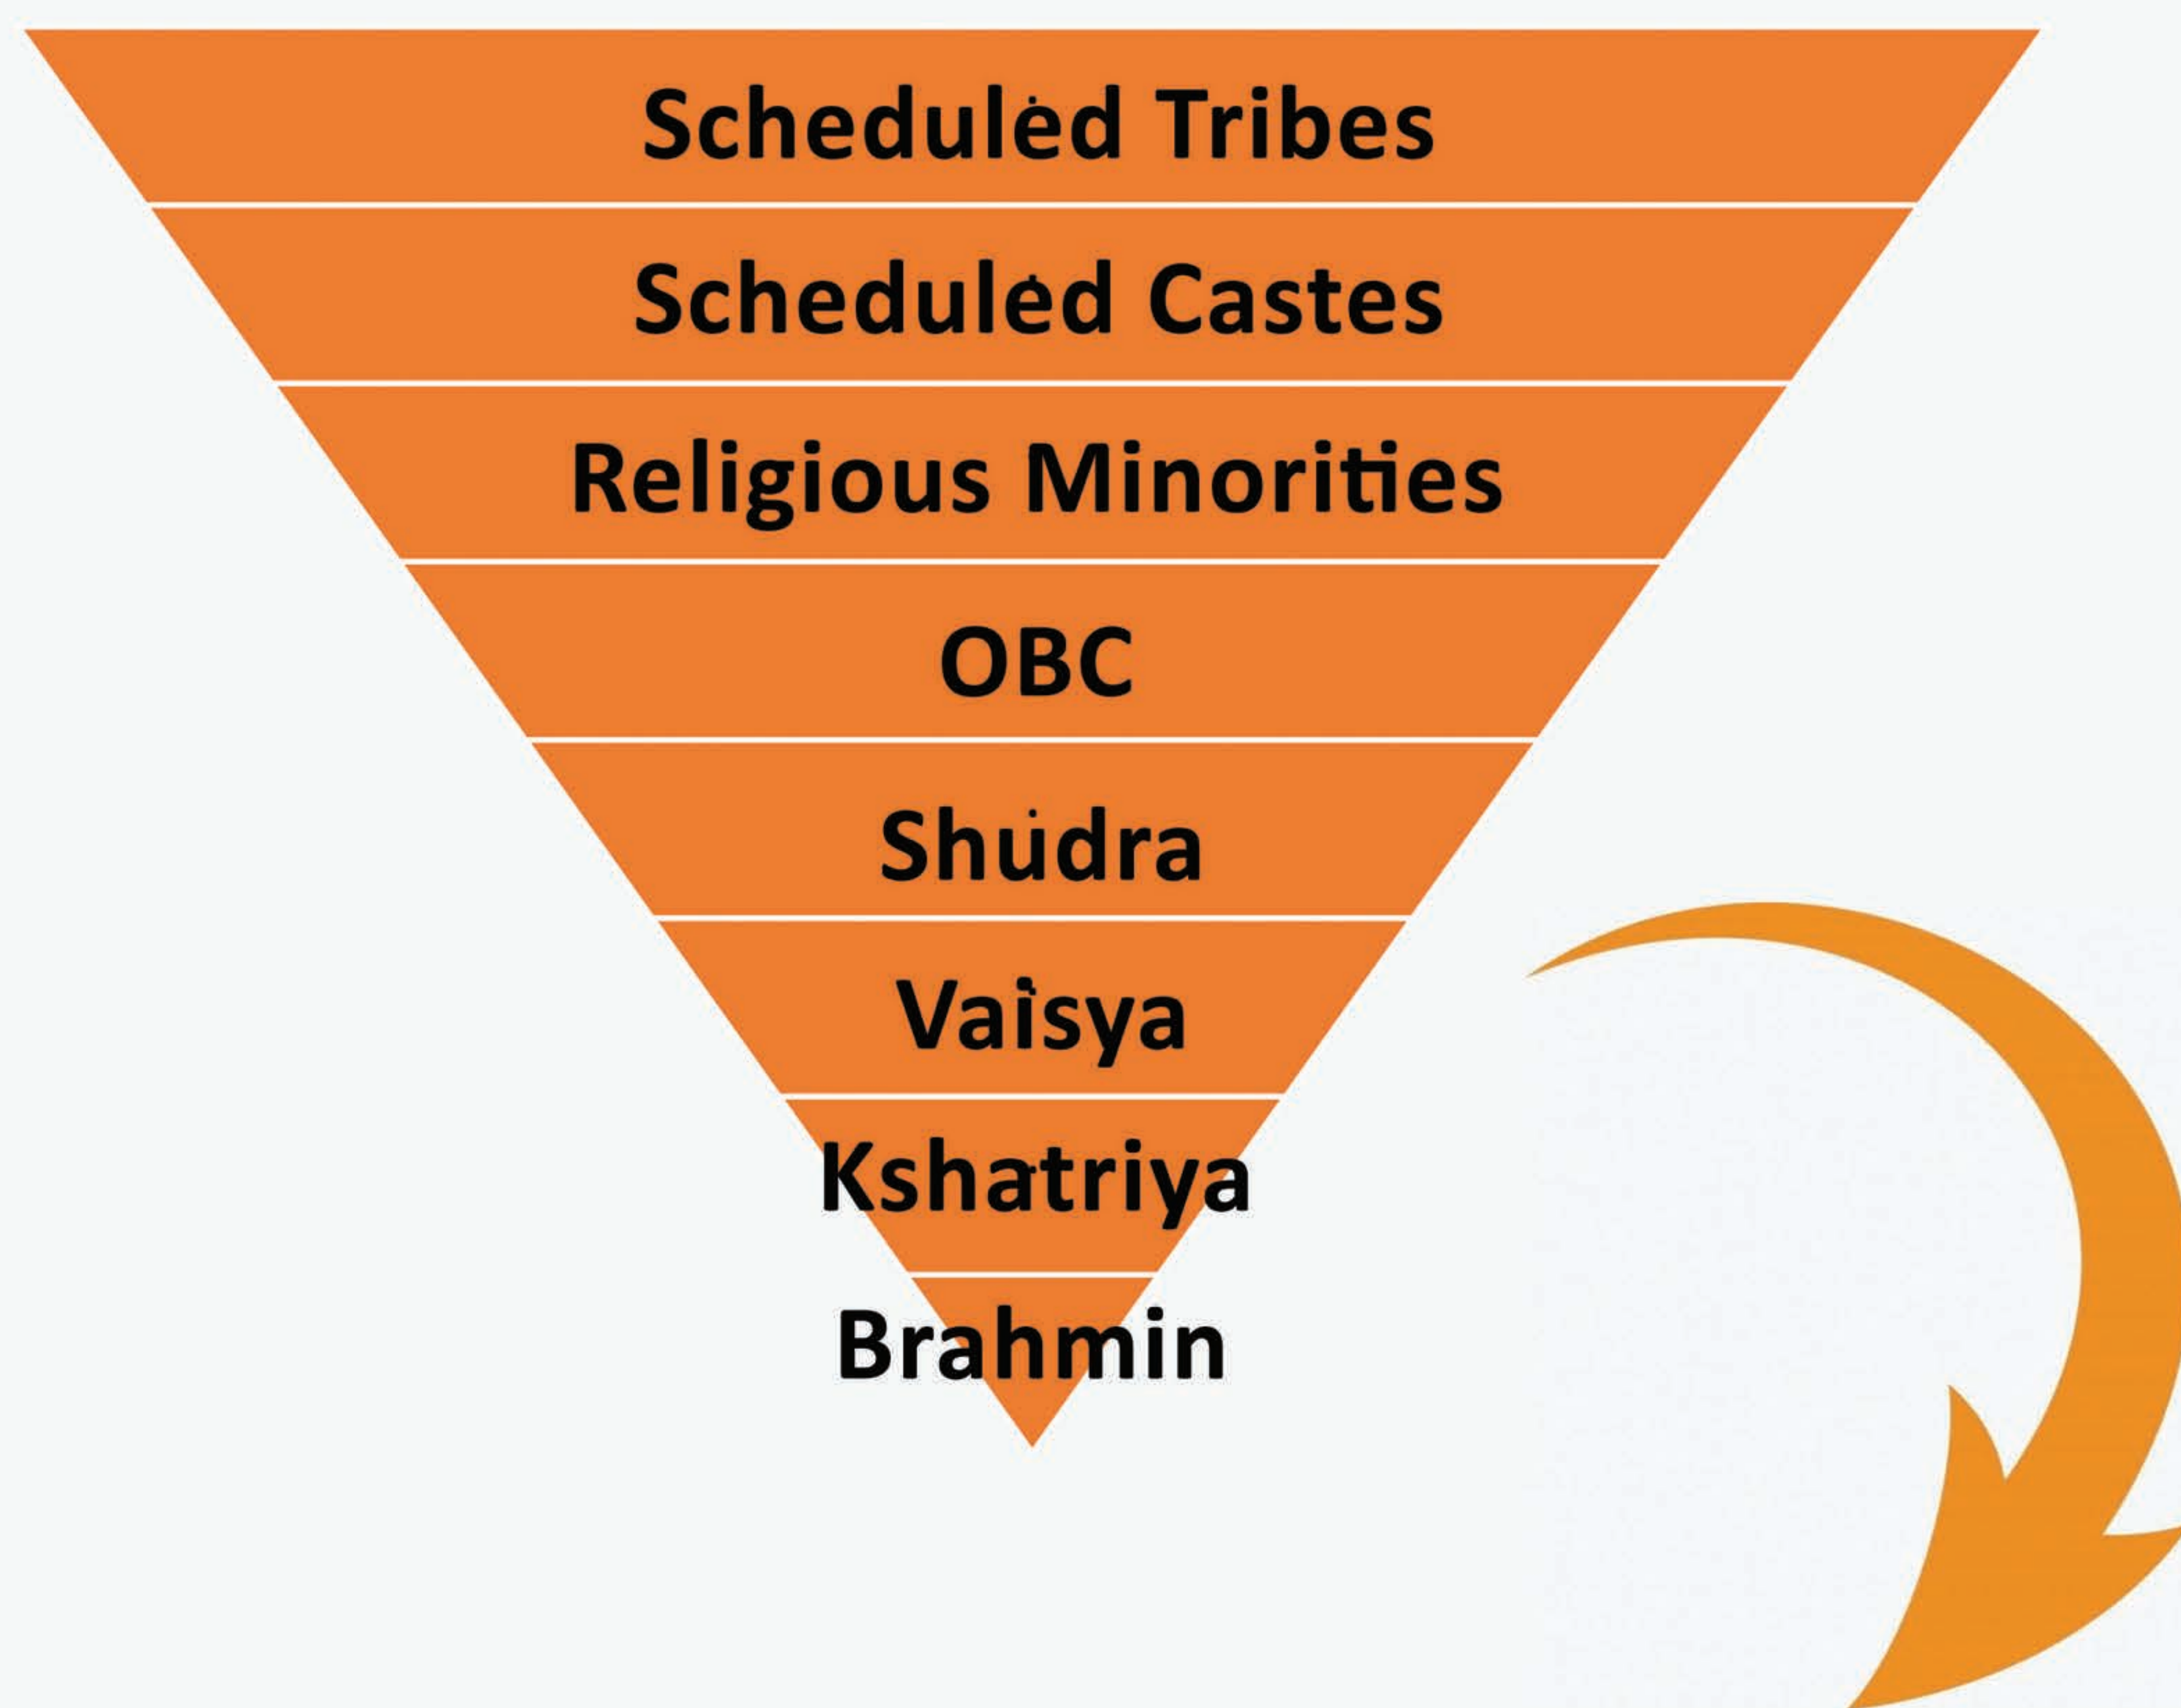 Scheduled Tribes
Scheduled Castes
Religious Minorities
OBC
Shudra
Vaisya
Kshatriya
Brahmin